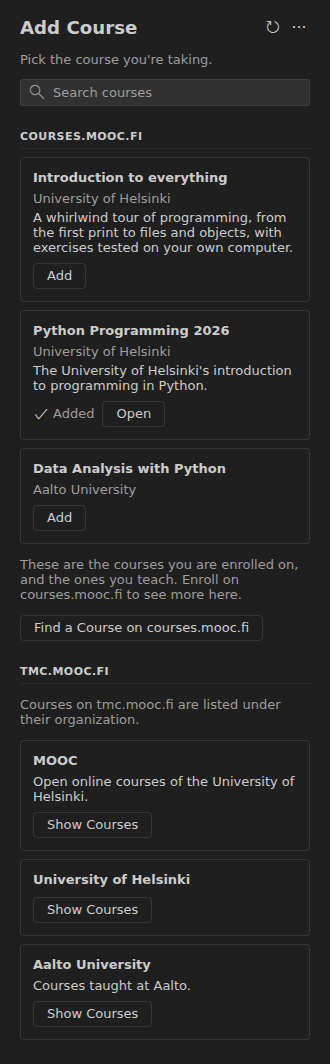 Add Course
Pick the course you're taking.
Search courses
COURSES.MOOC.FI
Introduction to everything
University of Helsinki
A whirlwind tour of programming, from
the first print to files and objects, with
exercises tested on your own computer.
Add
Python Programming 2026
University of Helsinki
The University of Helsinki's introduction
to programming in Python.
Added Open
Data Analysis with Python
Aalto University
Add
These are the courses you are enrolled on,
and the ones you teach. Enroll on
courses.mooc.fi to see more here.
Find a Course on courses.mooc.fi
TMC.MOOC.FI
Courses on tmc.mooc.fi are listed under
their organization.
MOOC
Open online courses of the University of
Helsinki.
Show Courses
University of Helsinki
Show Courses
Aalto University
Courses taught at Aalto.
Show Courses